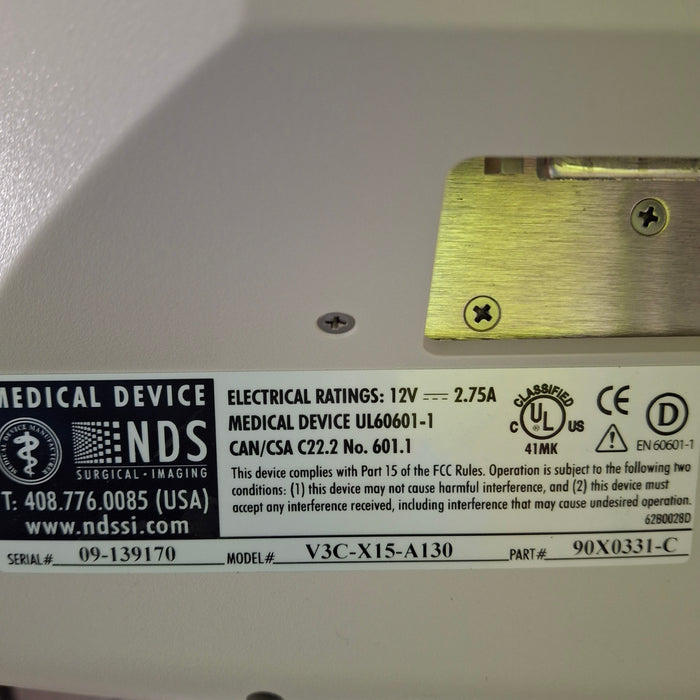 MEDICAL DEVICE
NDS
SURGICAL · IMAGING
T: 408.776.0085 (USA)
www.ndssi.com
ELECTRICAL RATINGS: 12V 2.75A
MEDICAL DEVICE UL60601-1
CAN/CSA C22.2 No. 601.1
CLASSIFIED
C UL US
®
41MK
CE
D
EN 60601-1
This device complies with Part 15 of the FCC Rules. Operation is subject to the following two
conditions: (1) this device may not cause harmful interference, and (2) this device must
accept any interference received, including interference that may cause undesired operation.
62B0028D
SERIAL# 09-139170 MODEL# V3C-X15-A130 PART# 90X0331-C